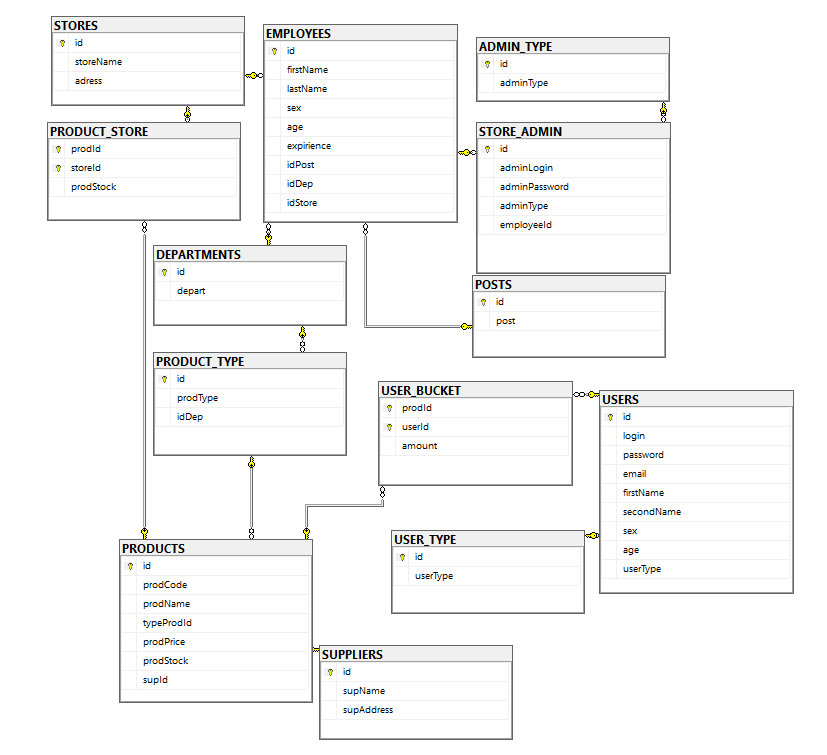 STORES
id
storeName
adress
EMPLOYEES
id
firstName
lastName
sex
age
expirience
idPost
idDep
idStore
ADMIN_TYPE
id
adminType
PRODUCT_STORE
prodId
storeId
prodStock
STORE_ADMIN
id
adminLogin
adminPassword
adminType
employeeId
DEPARTMENTS
id
depart
POSTS
id
post
PRODUCT_TYPE
id
prodType
idDep
USER_BUCKET
prodId
userId
amount
USERS
id
login
password
email
firstName
secondName
sex
age
userType
USER_TYPE
id
userType
PRODUCTS
id
prodCode
prodName
typeProdId
prodPrice
prodStock
supId
SUPPLIERS
id
supName
supAddress